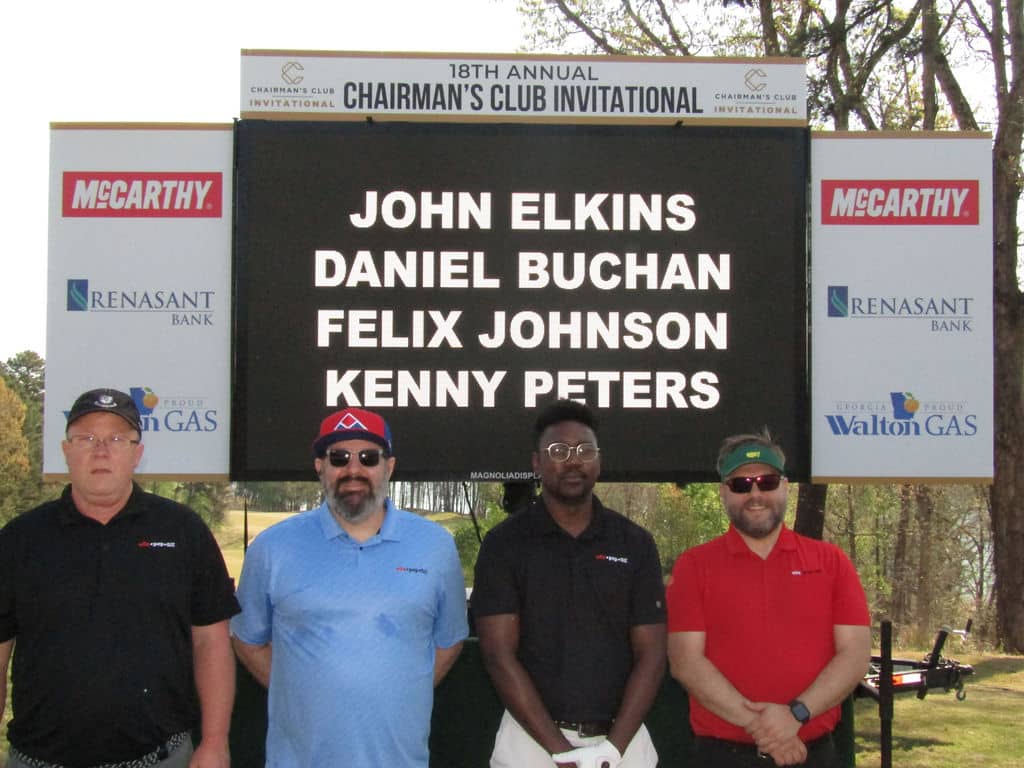 18TH ANNUAL
CHAIRMAN'S CLUB INVITATIONAL
CHAIRMAN'S CLUB
INVITATIONAL
CHAIRMAN'S CLUB
INVITATIONAL
McCARTHY
RENASANT
BANK
PROUD
GAS
JOHN ELKINS
DANIEL BUCHAN
FELIX JOHNSON
KENNY PETERS
McCARTHY
RENASANT
BANK
GEORGIA PROUD
Walton GAS